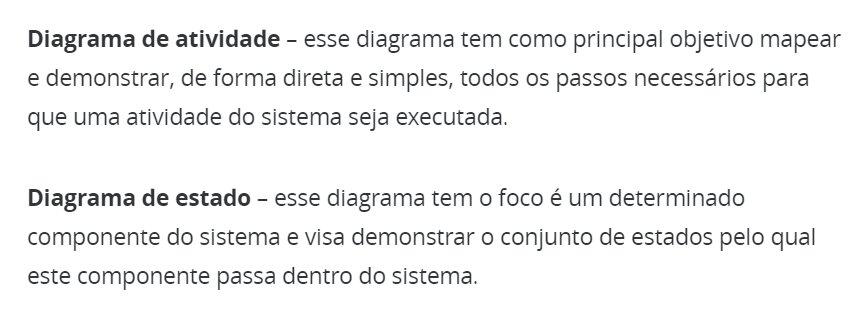 Diagrama de atividade – esse diagrama tem como principal objetivo mapear
e demonstrar, de forma direta e simples, todos os passos necessários para
que uma atividade do sistema seja executada.
Diagrama de estado – esse diagrama tem o foco é um determinado
componente do sistema e visa demonstrar o conjunto de estados pelo qual
este componente passa dentro do sistema.